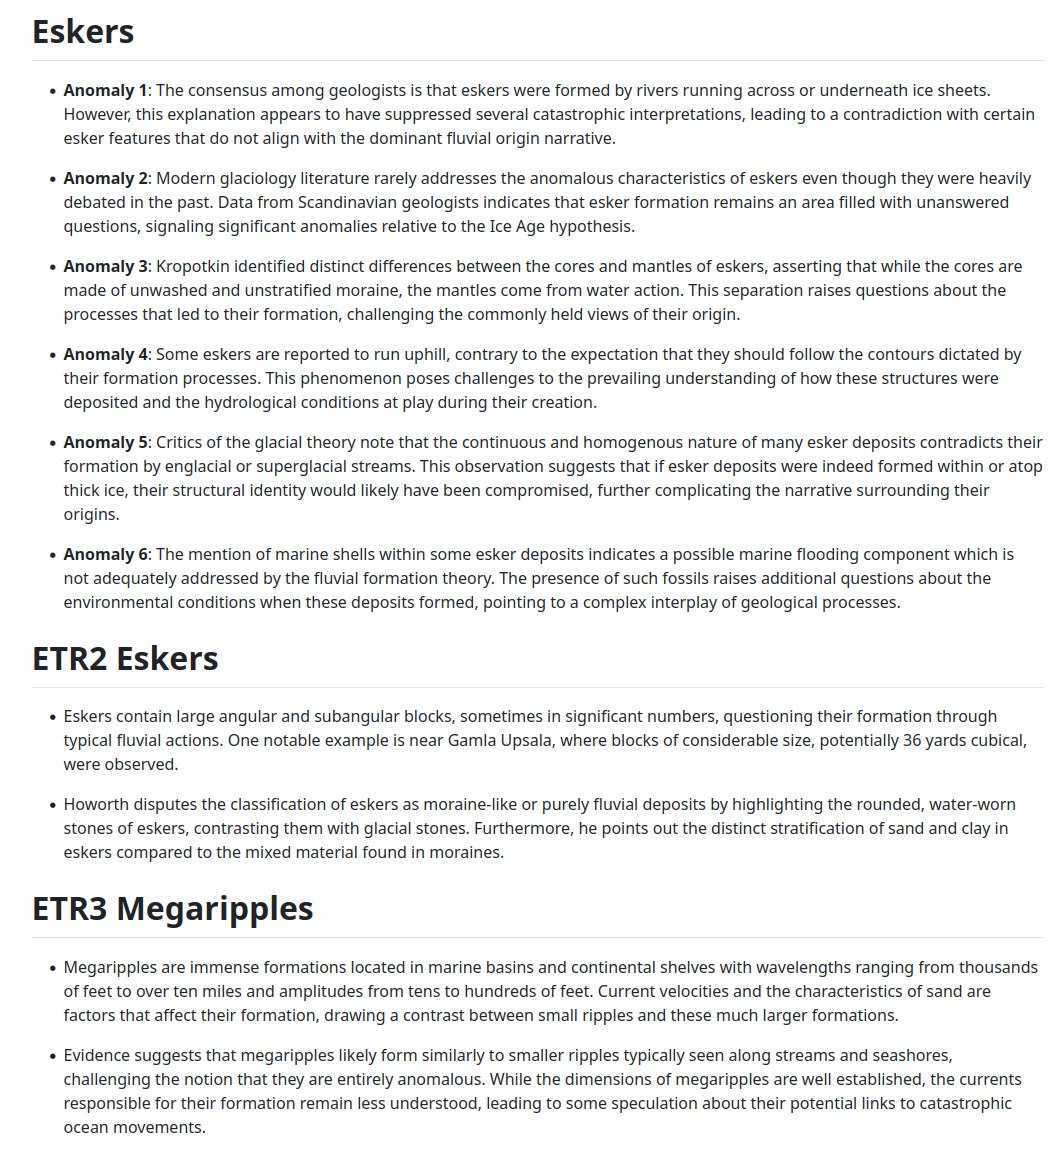 Eskers
• Anomaly 1: The consensus among geologists is that eskers were formed by rivers running across or underneath ice sheets.
However, this explanation appears to have suppressed several catastrophic interpretations, leading to a contradiction with certain
esker features that do not align with the dominant fluvial origin narrative.
• Anomaly 2: Modern glaciology literature rarely addresses the anomalous characteristics of eskers even though they were heavily
debated in the past. Data from Scandinavian geologists indicates that esker formation remains an area filled with unanswered
questions, signaling significant anomalies relative to the Ice Age hypothesis.
• Anomaly 3: Kropotkin identified distinct differences between the cores and mantles of eskers, asserting that while the cores are
made of unwashed and unstratified moraine, the mantles come from water action. This separation raises questions about the
processes that led to their formation, challenging the commonly held views of their origin.
• Anomaly 4: Some eskers are reported to run uphill, contrary to the expectation that they should follow the contours dictated by
their formation processes. This phenomenon poses challenges to the prevailing understanding of how these structures were
deposited and the hydrological conditions at play during their creation.
• Anomaly 5: Critics of the glacial theory note that the continuous and homogenous nature of many esker deposits contradicts their
formation by englacial or superglacial streams. This observation suggests that if esker deposits were indeed formed within or atop
thick ice, their structural identity would likely have been compromised, further complicating the narrative surrounding their
origins.
• Anomaly 6: The mention of marine shells within some esker deposits indicates a possible marine flooding component which is
not adequately addressed by the fluvial formation theory. The presence of such fossils raises additional questions about the
environmental conditions when these deposits formed, pointing to a complex interplay of geological processes.
ETR2 Eskers
• Eskers contain large angular and subangular blocks, sometimes in significant numbers, questioning their formation through
typical fluvial actions. One notable example is near Gamla Upsala, where blocks of considerable size, potentially 36 yards cubical,
were observed.
• Howorth disputes the classification of eskers as moraine-like or purely fluvial deposits by highlighting the rounded, water-worn
stones of eskers, contrasting them with glacial stones. Furthermore, he points out the distinct stratification of sand and clay in
eskers compared to the mixed material found in moraines.
ETR3 Megaripples
• Megaripples are immense formations located in marine basins and continental shelves with wavelengths ranging from thousands
of feet to over ten miles and amplitudes from tens to hundreds of feet. Current velocities and the characteristics of sand are
factors that affect their formation, drawing a contrast between small ripples and these much larger formations.
• Evidence suggests that megaripples likely form similarly to smaller ripples typically seen along streams and seashores,
challenging the notion that they are entirely anomalous. While the dimensions of megaripples are well established, the currents
responsible for their formation remain less understood, leading to some speculation about their potential links to catastrophic
ocean movements.